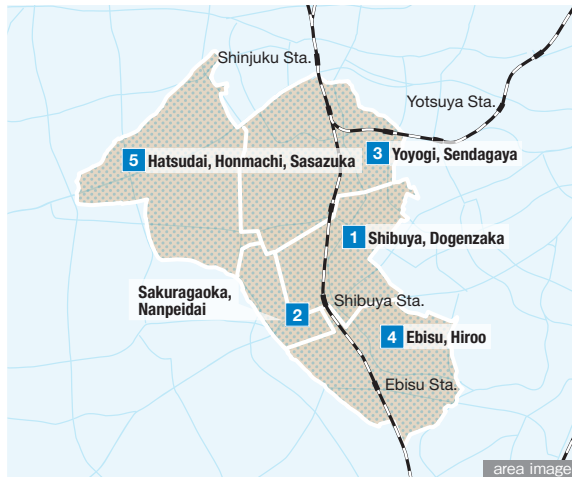 Shinjuku Sta.
Yotsuya Sta.
5 Hatsudai, Honmachi, Sasazuka
3 Yoyogi, Sendagaya
1 Shibuya, Dogenzaka
Sakuragaoka,
Nanpeidai
2
Shibuya Sta.
4 Ebisu, Hiroo
Ebisu Sta.
area image